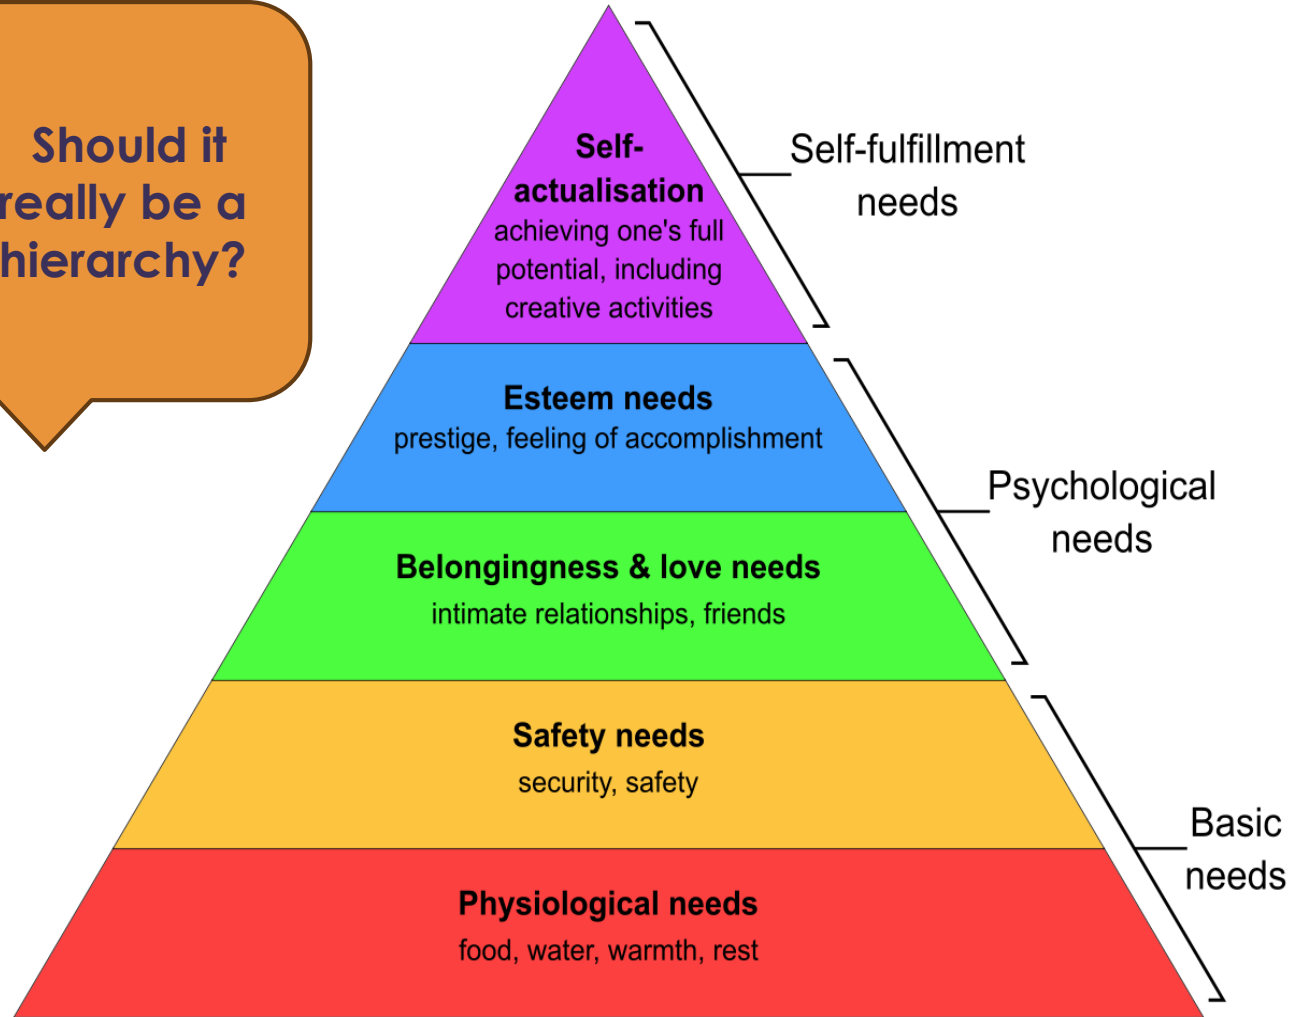 Should it
really be a
hierarchy?
Self-
actualisation
achieving one's full
potential, including
creative activities
Self-fulfillment
needs
Esteem needs
prestige, feeling of accomplishment
Psychological
needs
Belongingness & love needs
intimate relationships, friends
Safety needs
security, safety
Basic
needs
Physiological needs
food, water, warmth, rest